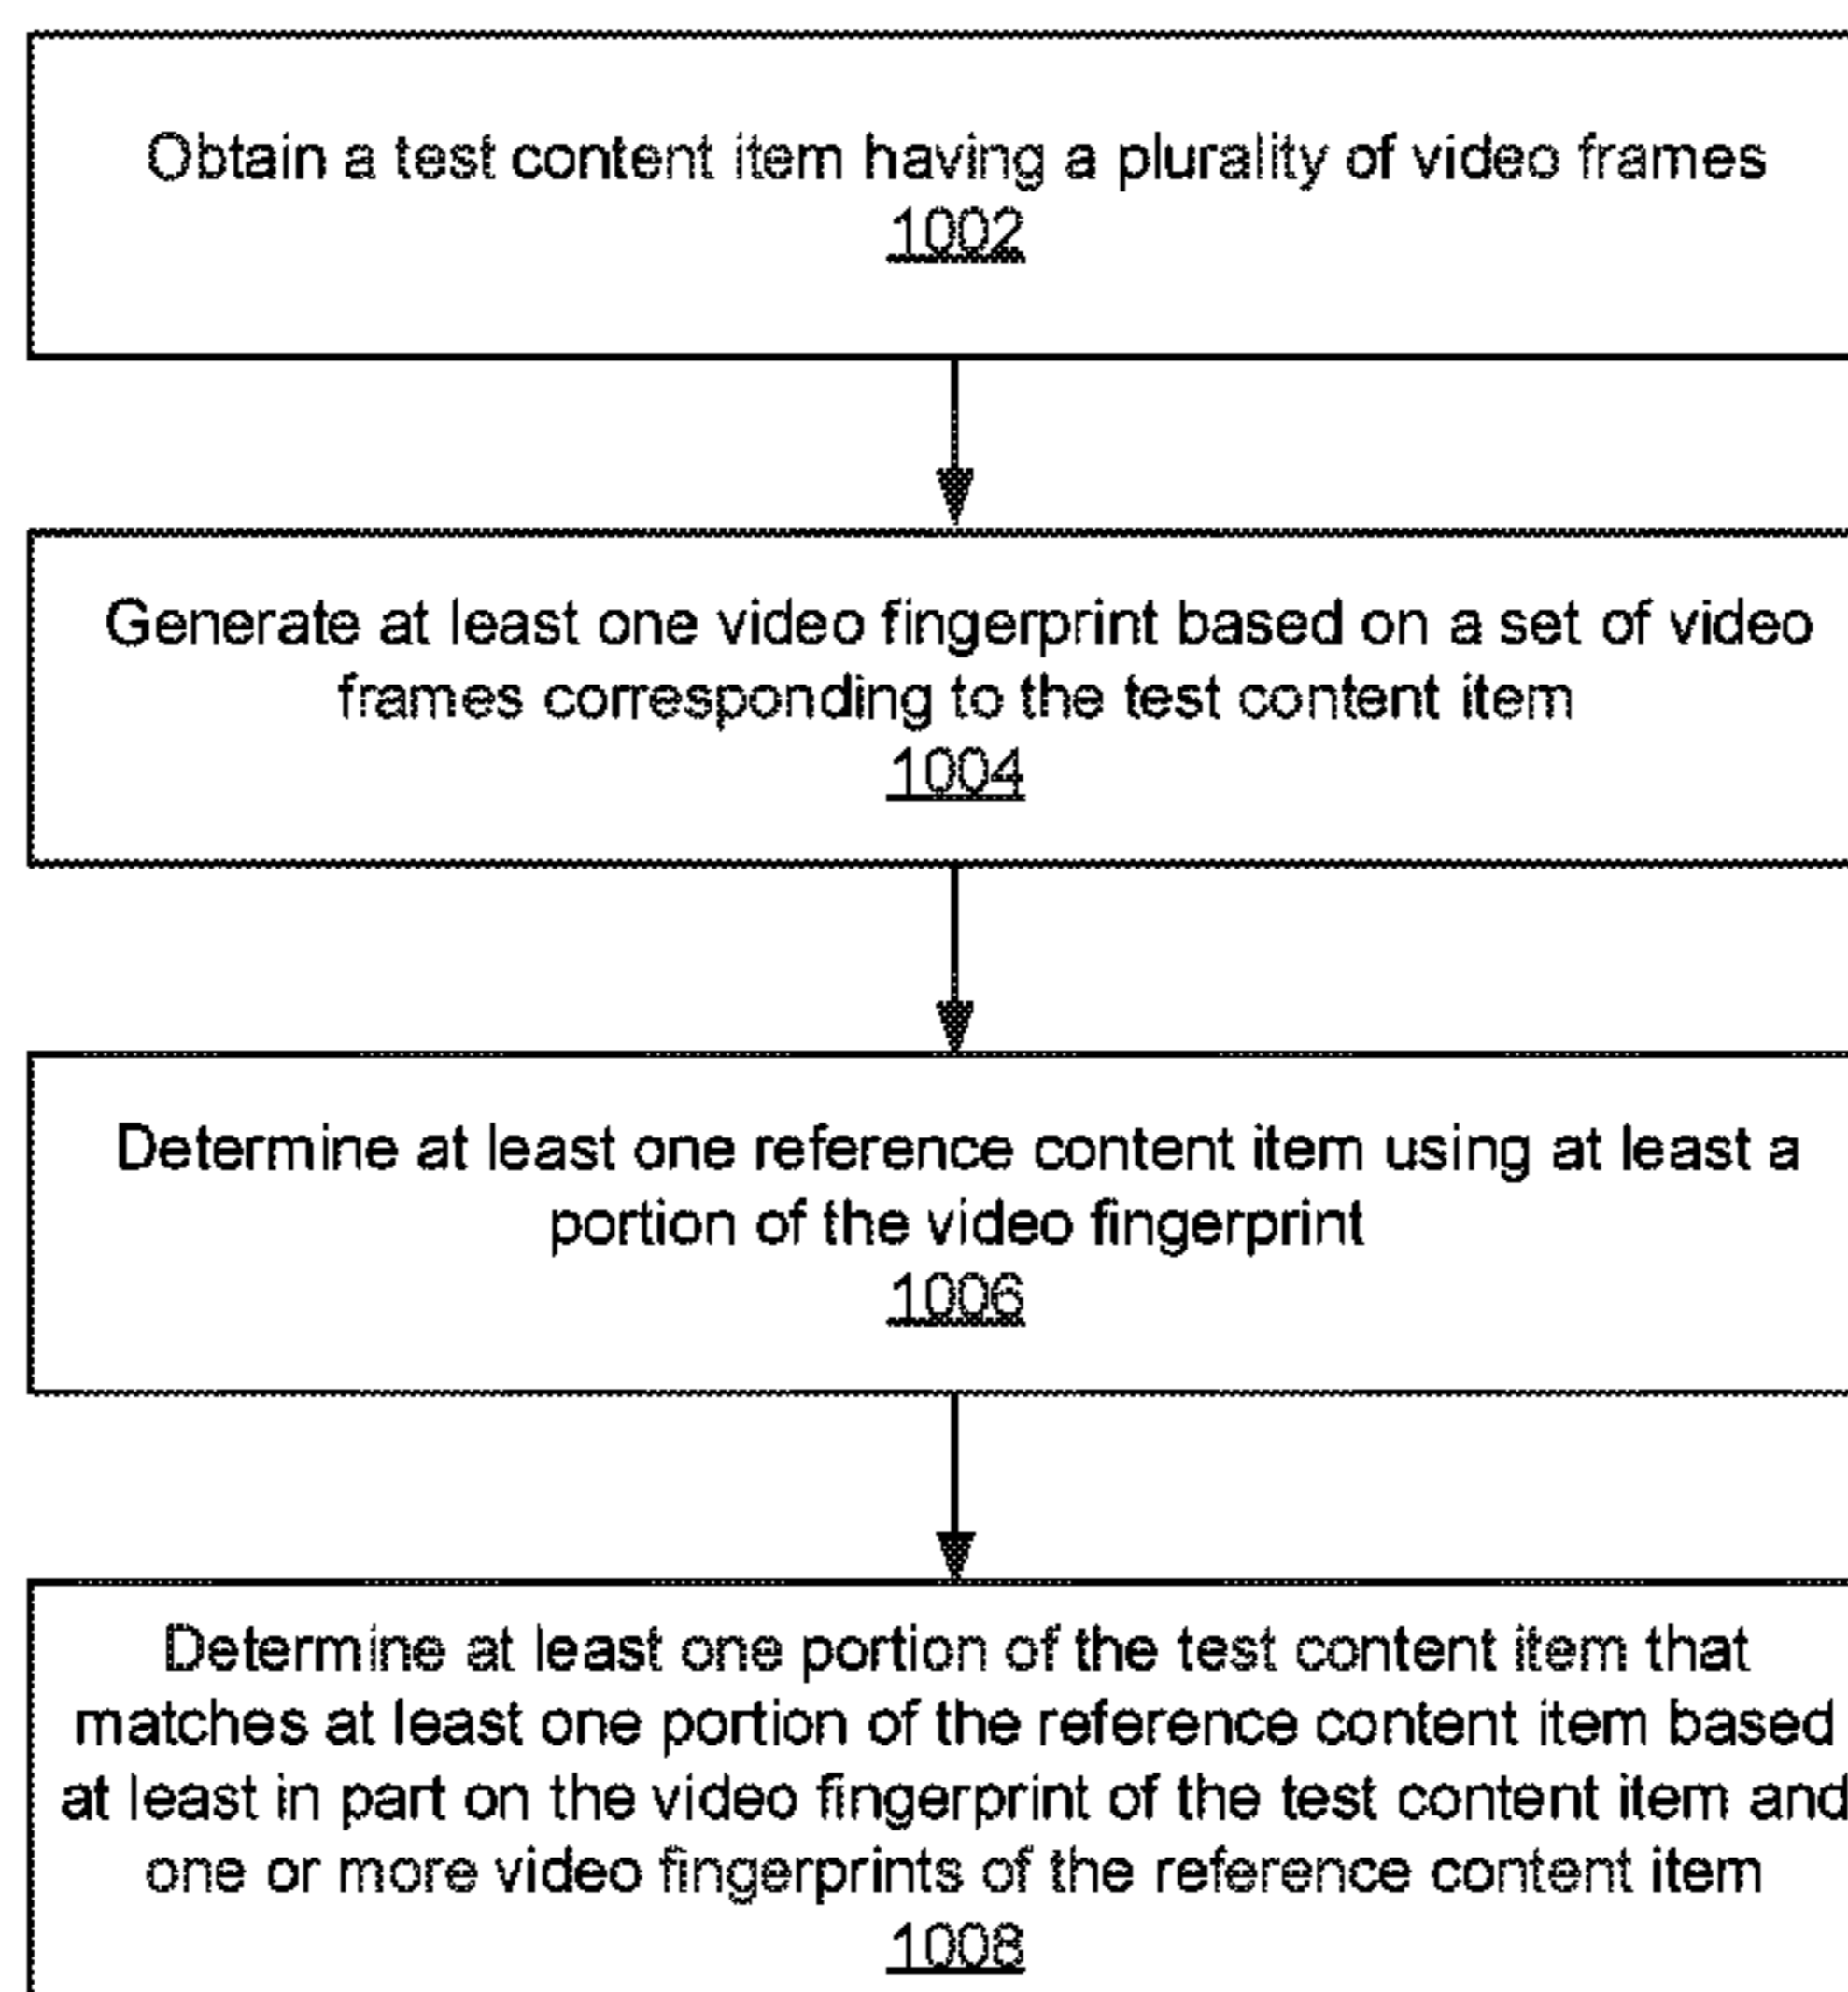 Obtain a test content item having a plurality of video frames
1002
Generate at least one video fingerprint based on a set of video
frames corresponding to the test content item
1004
Determine at least one reference content item using at least a
portion of the video fingerprint
1006
Determine at least one portion of the test content item that
matches at least one portion of the reference content item based
at least in part on the video fingerprint of the test content item and
one or more video fingerprints of the reference content item
1008